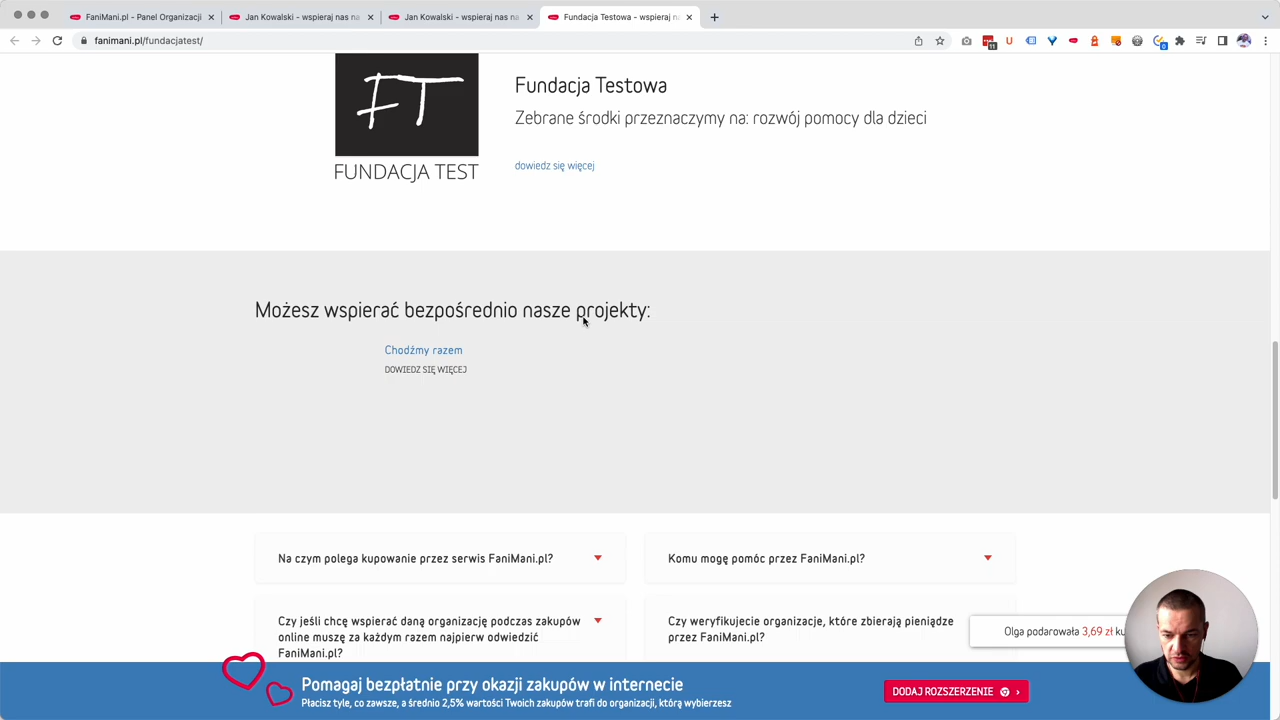 FaniMani.pl - Panel Organizacji
Jan Kowalski - wspieraj nas na
Jan Kowalski - wspieraj nas na
Fundacja Testowa - wspieraj na
fanimani.pl/fundacjatest/
11
6
FT
FUNDACJA TEST
Fundacja Testowa
Zebrane środki przeznaczymy na: rozwój pomocy dla dzieci
dowiedz się więcej
Możesz wspierać bezpośrednio nasze projekty:
Chodźmy razem
DOWIEDZ SIĘ WIĘCEJ
Na czym polega kupowanie przez serwis FaniMani.pl?
Komu mogę pomóc przez FaniMani.pl?
Czy jeśli chcę wspierać daną organizację podczas zakupów
online muszę za każdym razem najpierw odwiedzić
FaniMani.pl?
Czy weryfikujecie organizacje, które zbierają pieniądze
przez FaniMani.pl?
Olga podarowała 3,69 zł ku
Pomagaj bezpłatnie przy okazji zakupów w internecie
Płacisz tyle, co zawsze, a średnio 2,5% wartości Twoich zakupów trafi do organizacji, którą wybierzesz
DODAJ ROZSZERZENIE